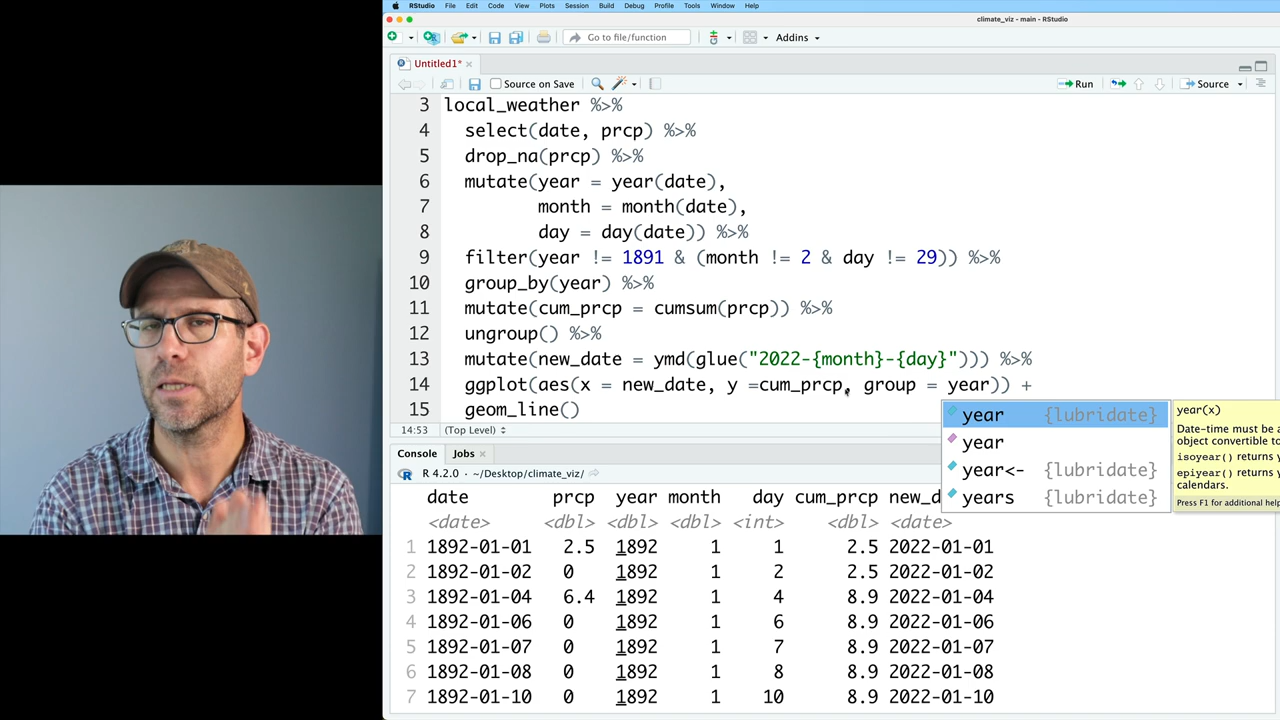 RStudio File Edit Code View Plots Session Build Debug Profile Tools Window Help
climate_viz - main - RStudio
Go to file/function Addins
Untitled1*
Source on Save Run Source
3 local_weather %>%
4 select(date, prcp) %>%
5 drop_na(prcp) %>%
6 mutate(year = year(date),
7 month = month(date),
8 day = day(date)) %>%
9 filter(year != 1891 & (month != 2 & day != 29)) %>%
10 group_by(year) %>%
11 mutate(cum_prcp = cumsum(prcp)) %>%
12 ungroup() %>%
13 mutate(new_date = ymd(glue("2022-{month}-{day}"))) %>%
14 ggplot(aes(x = new_date, y =cum_prcp, group = year)) +
15 geom_line()
year {lubridate}
year
year<- {lubridate}
years {lubridate}
year(x)
Date-time must be a
object convertible to
isoyear() returns y
epiyear() returns
calendars.
Press F1 for additional help
14:53 (Top Level)
Console Jobs
R 4.2.0 · ~/Desktop/climate_viz/
date prcp year month day cum_prcp new_d
<date> <dbl> <dbl> <dbl> <int> <dbl> <date>
1 1892-01-01 2.5 1892 1 1 2.5 2022-01-01
2 1892-01-02 0 1892 1 2 2.5 2022-01-02
3 1892-01-04 6.4 1892 1 4 8.9 2022-01-04
4 1892-01-06 0 1892 1 6 8.9 2022-01-06
5 1892-01-07 0 1892 1 7 8.9 2022-01-07
6 1892-01-08 0 1892 1 8 8.9 2022-01-08
7 1892-01-10 0 1892 1 10 8.9 2022-01-10